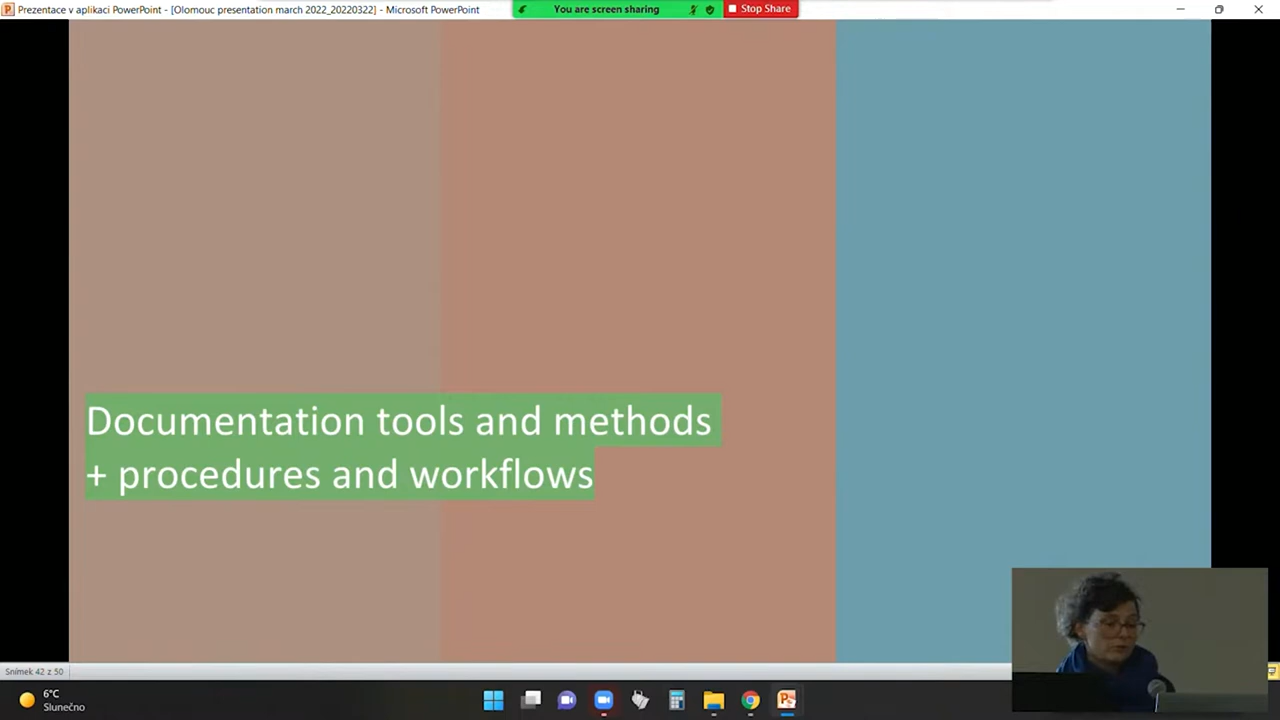 Prezentace v aplikaci PowerPoint - [Olomouc presentation march 2022_20220322] - Microsoft PowerPoint
You are screen sharing
Stop Share
Documentation tools and methods
+ procedures and workflows
Snímek 42 z 50
6°C
Slunečno